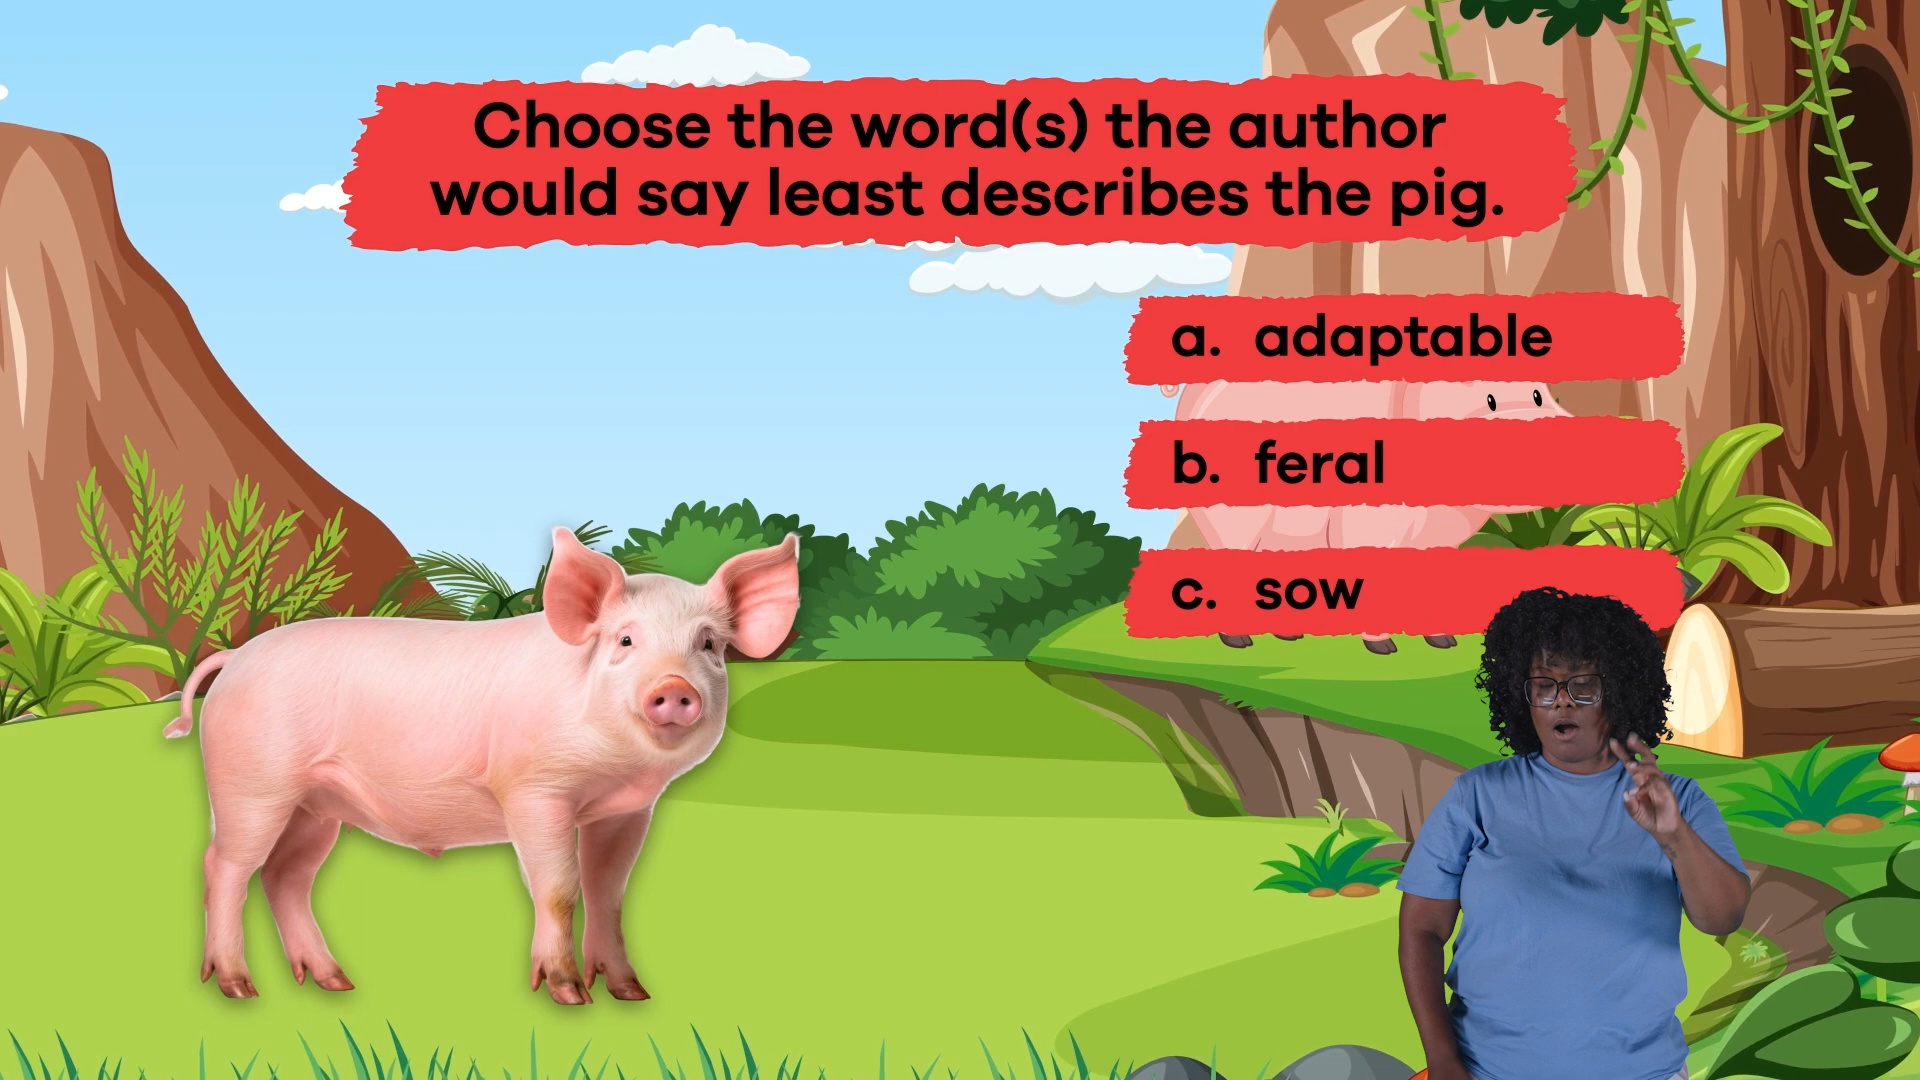 Choose the word(s) the author
would say least describes the pig.
a. adaptable
b. feral
c. sow